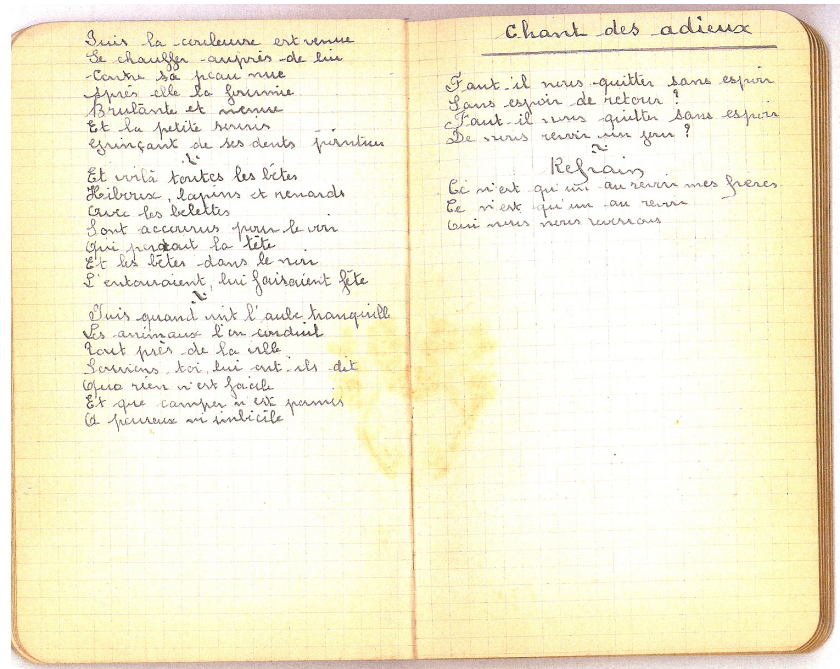 Puis la couleuvre est venue
Se chauffer auprès de lui
Contre sa peau nue
Après elle la fourmie
Brulânte et menue
Et la petite souris
Grinçant de ses dents pointues
Et voilà toutes les bêtes
Hiboux, lapins et renards
Avec les belettes
Sont accourus pour le voir
Qui perdait la tête
Et les bêtes dans le noir
L'entouraient, lui faisaient fête
Puis quand vint l'aube tranquill
Les animaux l'on conduit
Tout près de la ville
Souviens toi, lui ont-ils dit
Que rien n'est facile
Et que camper n'est permis
A peureux ni imbicile
Chant des adieux
Faut-il nous quitter sans espoir
Sans espoir de retour ?
Faut-il nous quitter sans espoir
De nous revoir un jour ?
Refrain
Ce n'est qu'un au revoir mes frères
Ce n'est qu'un au revoir
Oui nous nous reverrons